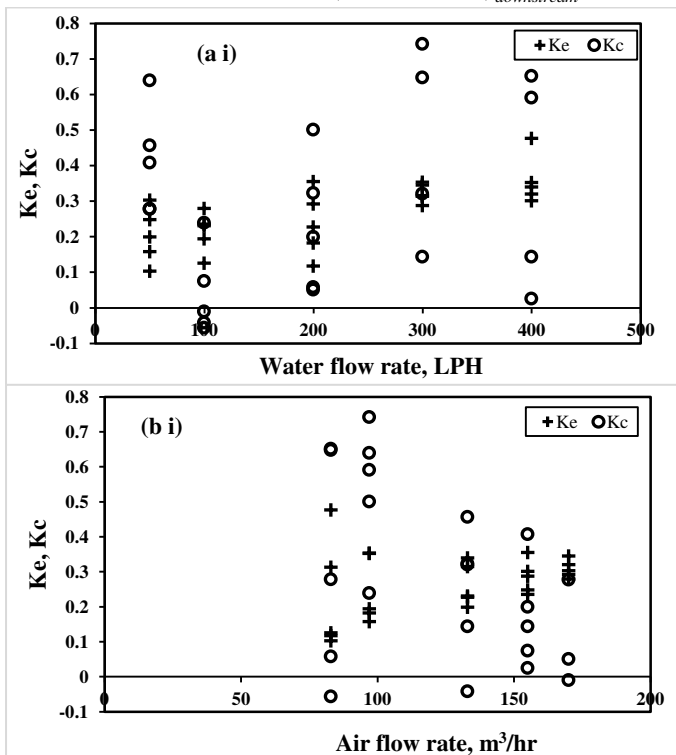 downstream
0.8
0.7
0.6
0.5
0.4
0.3
0.2
0.1
0
-0.1
(a i)
Ke Kc
0 100 200 300 400 500
Ke, Kc
Water flow rate, LPH
0.8
0.7
0.6
0.5
0.4
0.3
0.2
0.1
0
-0.1
(b i)
Ke Kc
0 50 100 150 200
Ke, Kc
Air flow rate, m³/hr